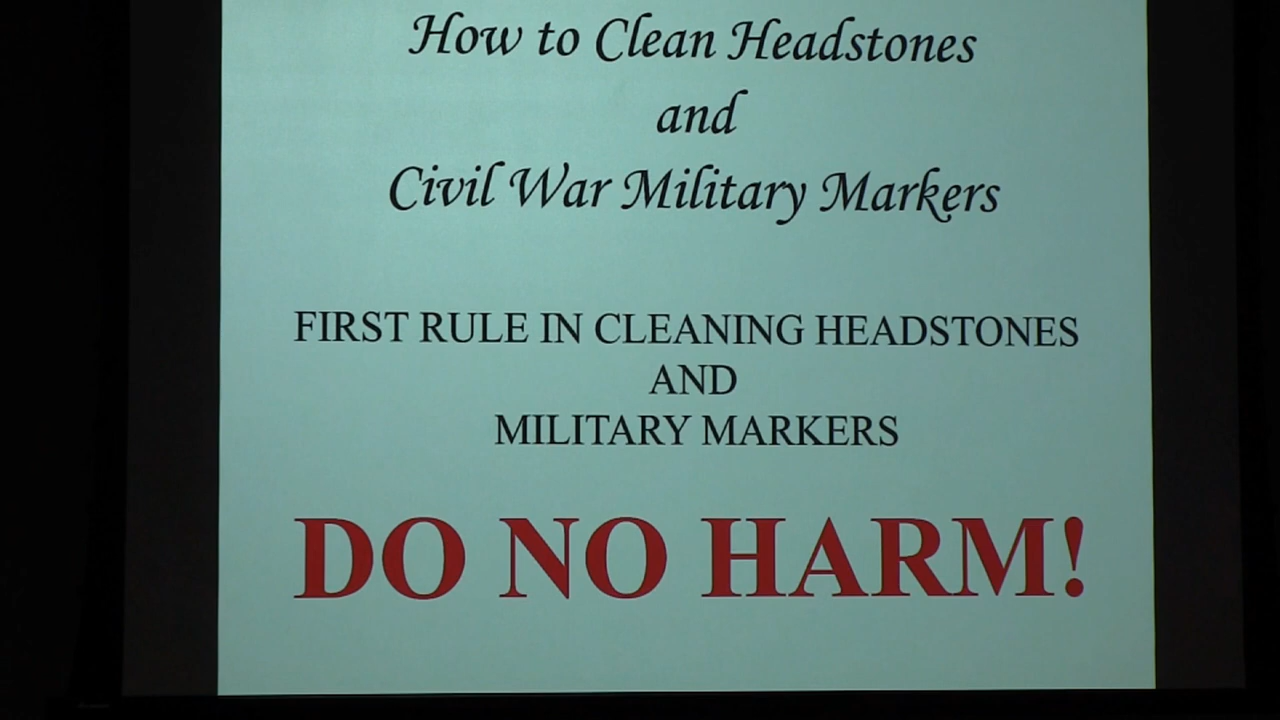 How to Clean Headstones
and
Civil War Military Markers
FIRST RULE IN CLEANING HEADSTONES
AND
MILITARY MARKERS
DO NO HARM!